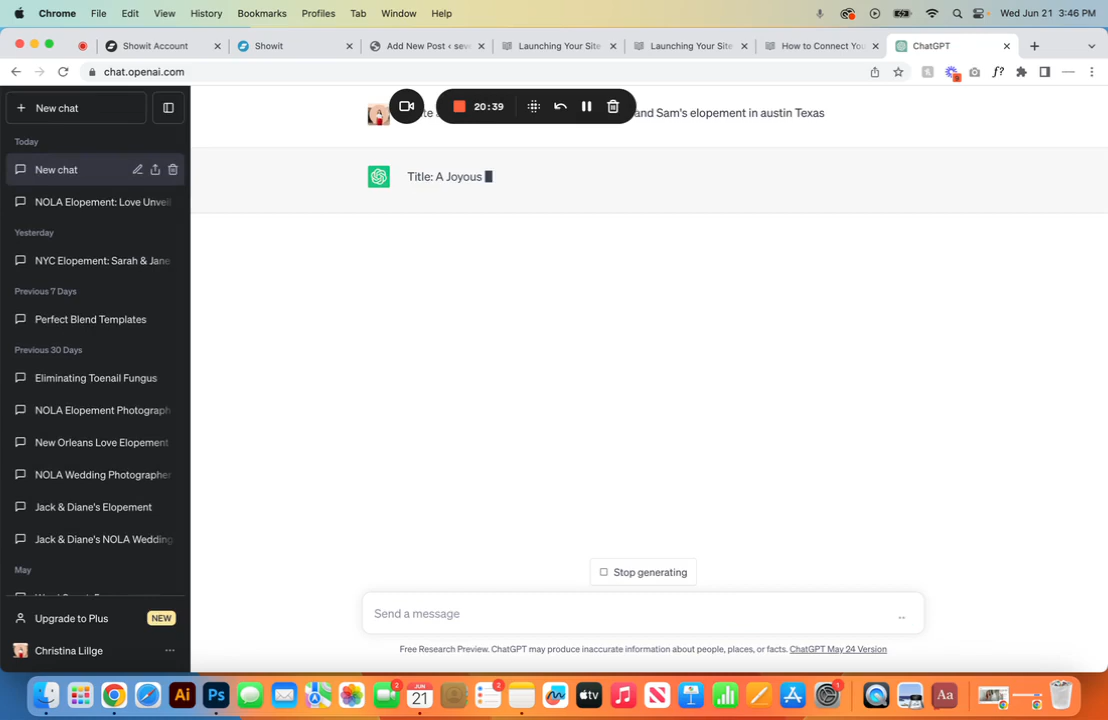 Chrome File Edit View History Bookmarks Profiles Tab Window Help Wed Jun 21 3:46 PM
Showit Account Showit Add New Post ‹ sev Launching Your Site Launching Your Site How to Connect You ChatGPT
chat.openai.com
New chat
20:39
and Sam's elopement in austin Texas
Today
New chat
Title: A Joyous
NOLA Elopement: Love Unvei
Yesterday
NYC Elopement: Sarah & Jane
Previous 7 Days
Perfect Blend Templates
Previous 30 Days
Eliminating Toenail Fungus
NOLA Elopement Photograph
New Orleans Love Elopement
NOLA Wedding Photographer
Jack & Diane's Elopement
Jack & Diane's NOLA Wedding
May
Stop generating
Upgrade to Plus NEW
Send a message
Christina Lillge
Free Research Preview. ChatGPT may produce inaccurate information about people, places, or facts. ChatGPT May 24 Version